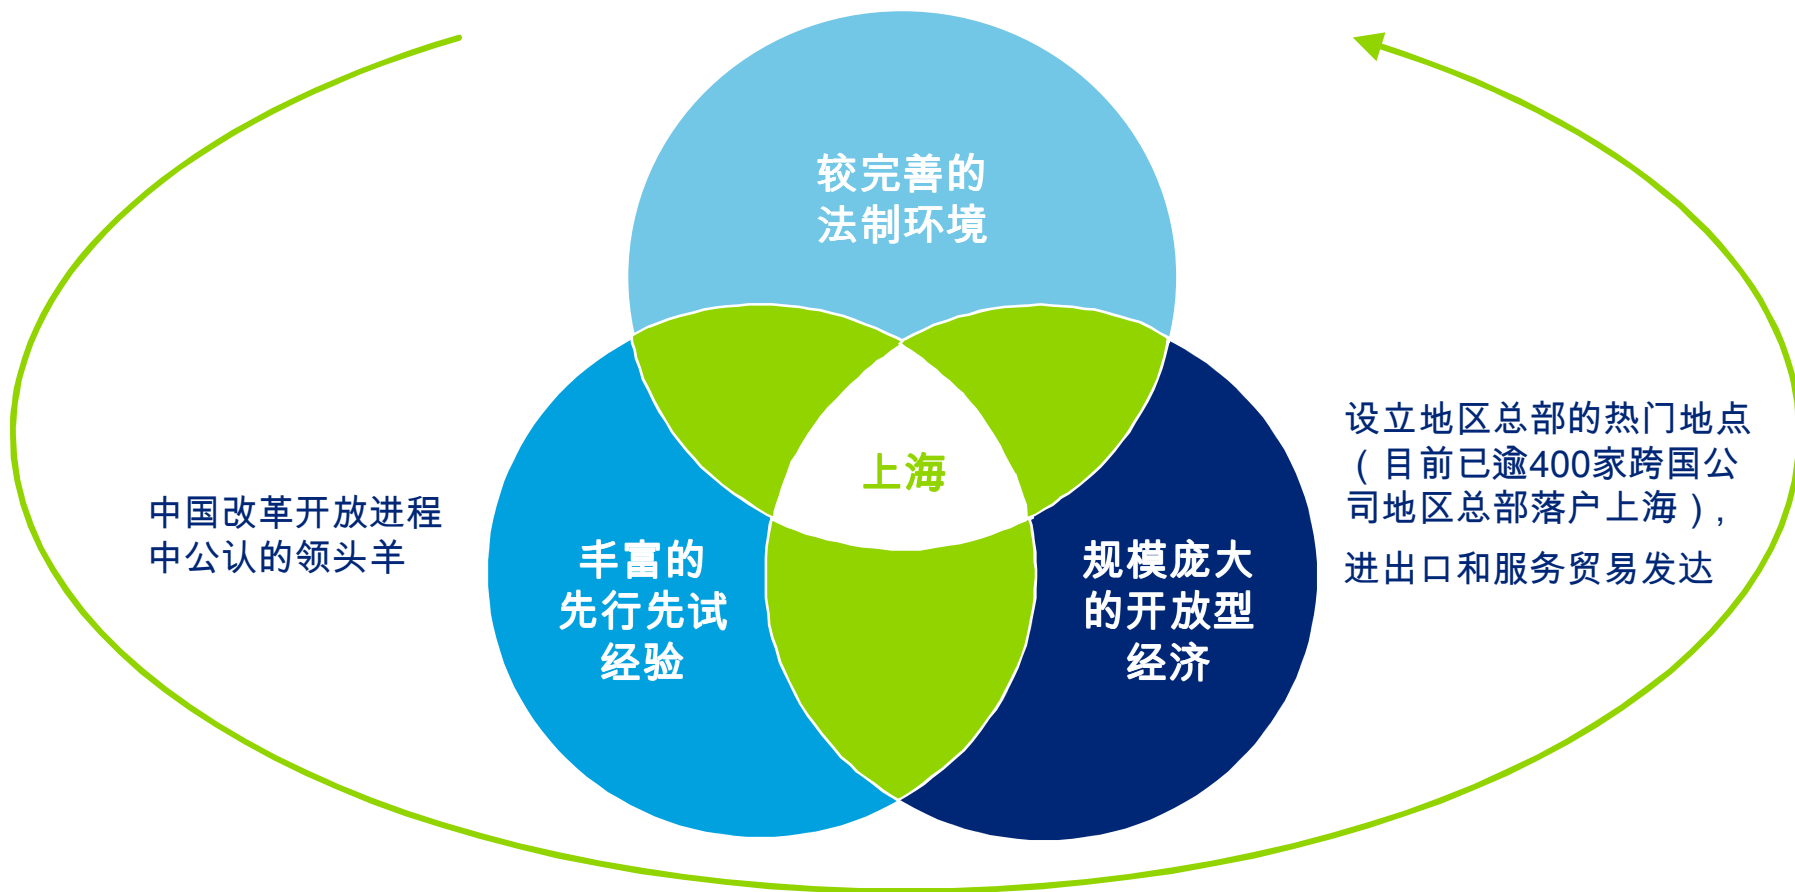 较完善的
法制环境
上海
中国改革开放进程
中公认的领头羊
丰富的
先行先试
经验
规模庞大
的开放型
经济
设立地区总部的热门地点
（目前已逾400家跨国公
司地区总部落户上海），
进出口和服务贸易发达